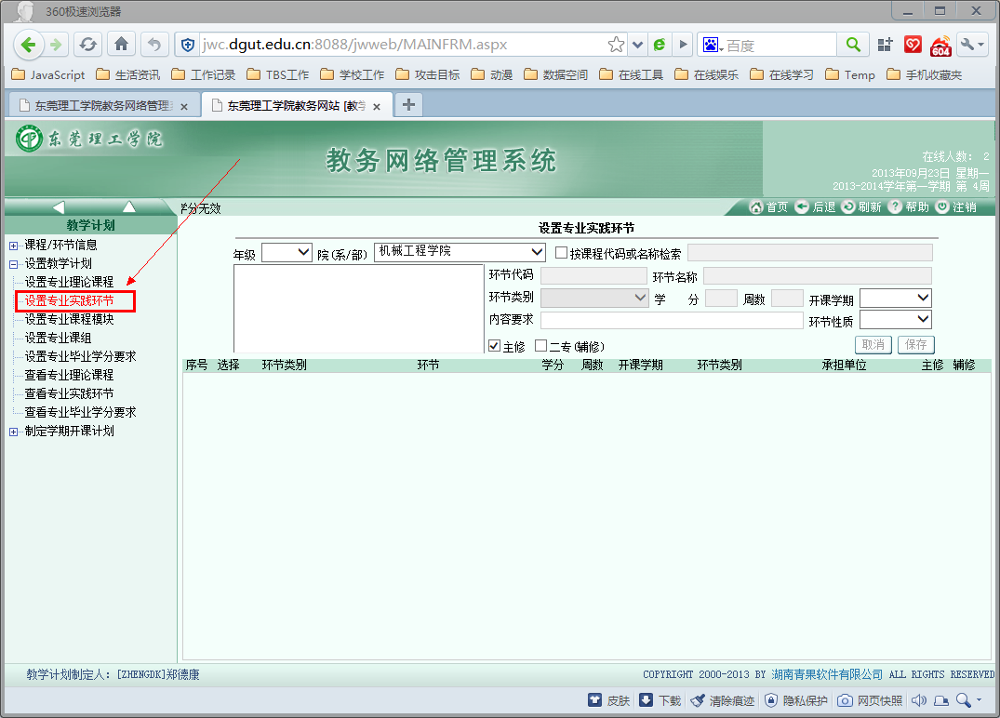 360极速浏览器
jwc.dgut.edu.cn:8088/jwweb/MAINFRM.aspx
百度
604
JavaScript 生活资讯 工作记录 TBS工作 学校工作 攻击目标 动漫 数据空间 在线工具 在线娱乐 在线学习 Temp 手机收藏夹
东莞理工学院教务网络管理 × 东莞理工学院教务网站 [教学 ×
东莞理工学院
教务网络管理系统
在线人数: 2
2013年09月23日 星期一
2013-2014学年第一学期 第 4周
学分无效
首页 后退 刷新 帮助 注销
教学计划
课程/环节信息
设置教学计划
设置专业理论课程
设置专业实践环节
设置专业课程模块
设置专业课组
设置专业毕业学分要求
查看专业理论课程
查看专业实践环节
查看专业毕业学分要求
制定学期开课计划
设置专业实践环节
年级 院(系/部) 机械工程学院 按课程代码或名称检索
环节代码 环节名称
环节类别 学 分 周数 开课学期
内容要求 环节性质
主修 二专(辅修)
取消 保存
序号 选择 环节类别 环节 学分 周数 开课学期 环节类别 承担单位 主修 辅修
教学计划制定人: [ZHENGDK]郑德康
COPYRIGHT 2000-2013 BY 湖南青果软件有限公司 ALL RIGHTS RESERVED
皮肤 下载 清除痕迹 隐私保护 网页快照